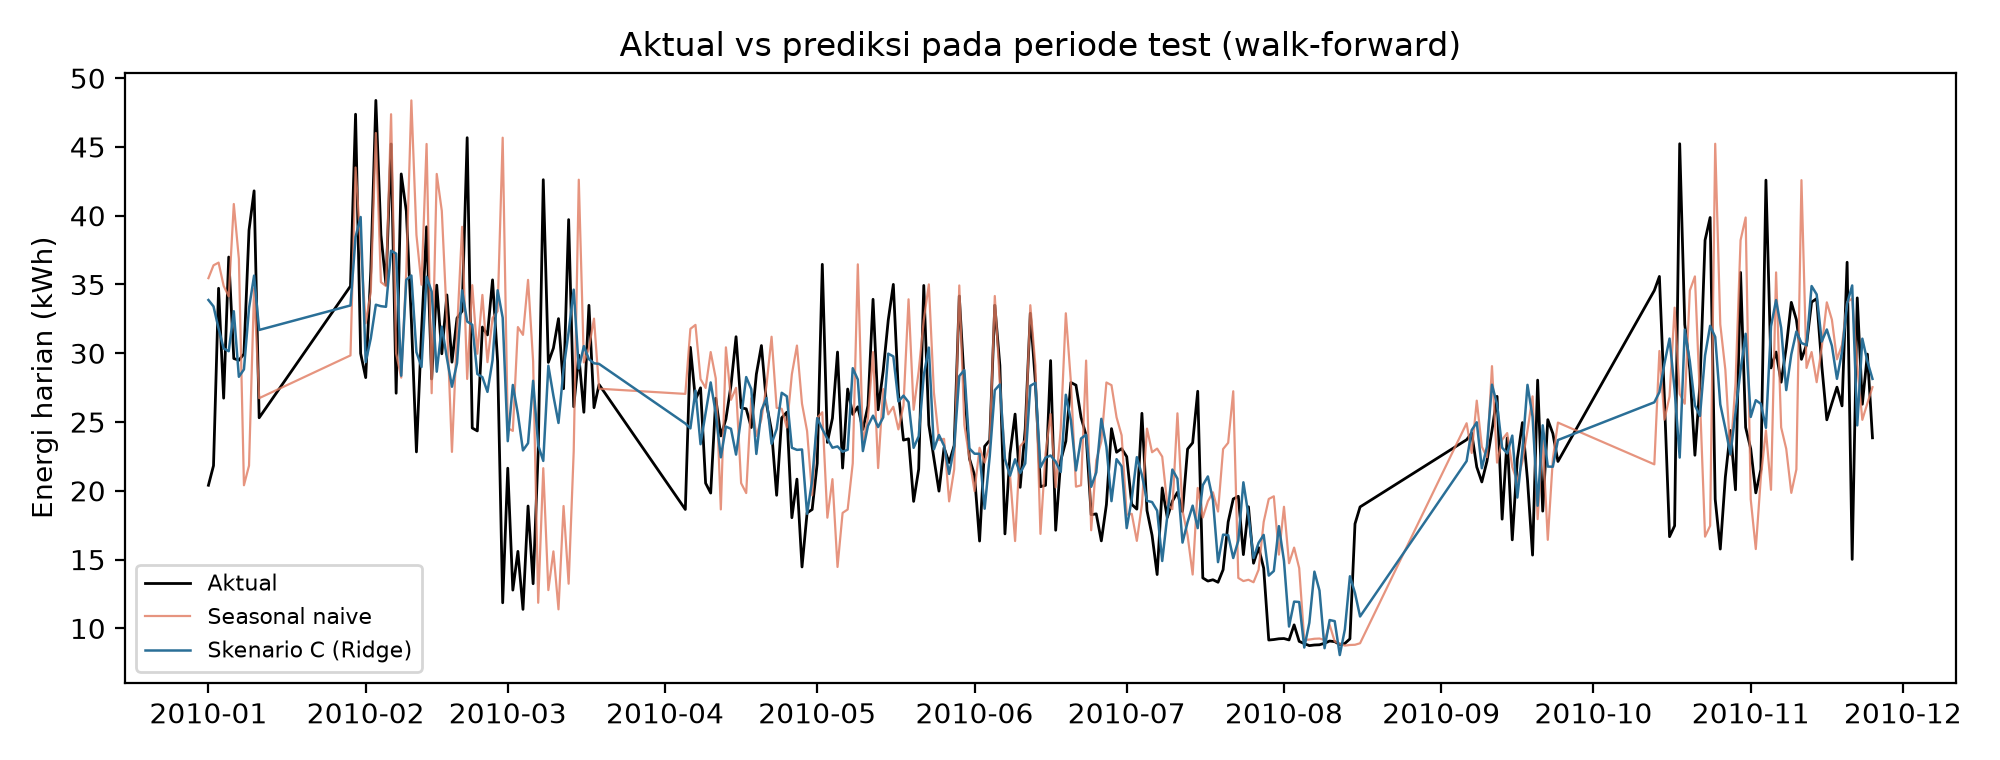 Aktual vs prediksi pada periode test (walk-forward)
Energi harian (kWh)
50
45
40
35
30
25
20
15
10
Aktual
Seasonal naive
Skenario C (Ridge)
2010-01 2010-02 2010-03 2010-04 2010-05 2010-06 2010-07 2010-08 2010-09 2010-10 2010-11 2010-12